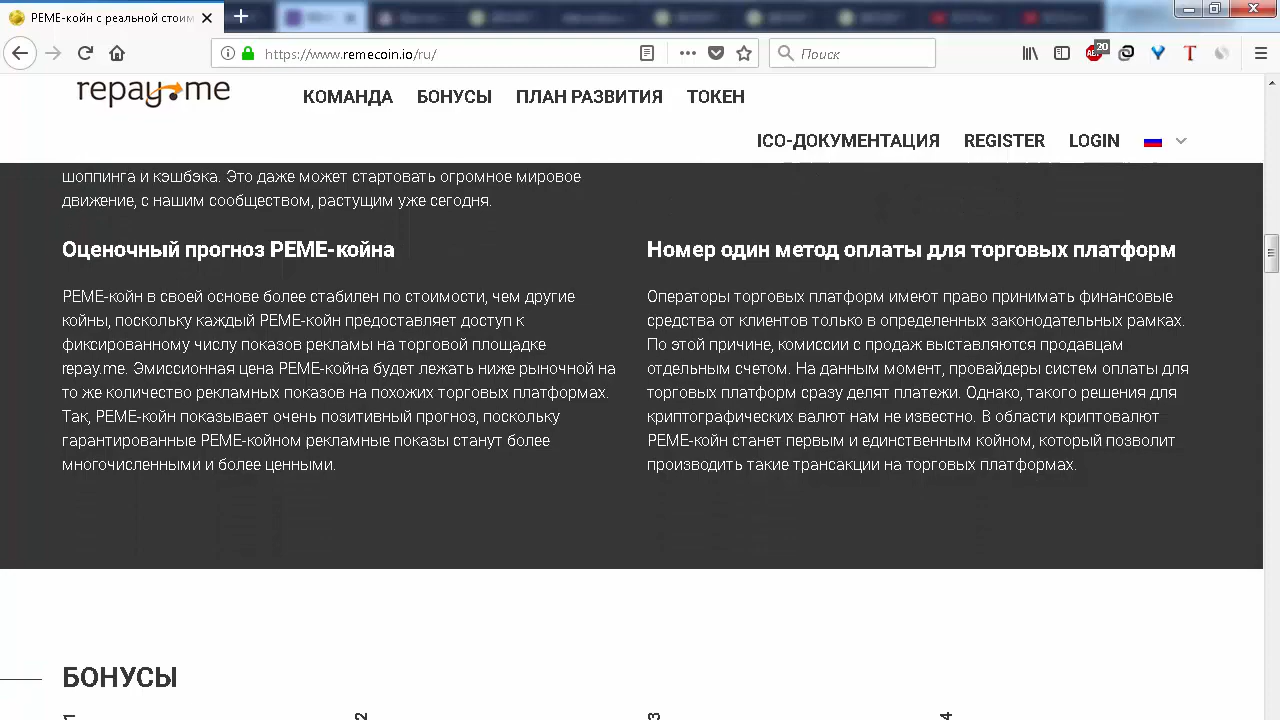 РЕМЕ-койн с реальной стоим
https://www.remecoin.io/ru/
Поиск
20
repay.me
КОМАНДА
БОНУСЫ
ПЛАН РАЗВИТИЯ
ТОКЕН
ICO-ДОКУМЕНТАЦИЯ
REGISTER
LOGIN
шоппинга и кэшбэка. Это даже может стартовать огромное мировое
движение, с нашим сообществом, растущим уже сегодня.
Оценочный прогноз РЕМЕ-койна
РЕМЕ-койн в своей основе более стабилен по стоимости, чем другие
койны, поскольку каждый РЕМЕ-койн предоставляет доступ к
фиксированному числу показов рекламы на торговой площадке
repay.me. Эмиссионная цена РЕМЕ-койна будет лежать ниже рыночной на
то же количество рекламных показов на похожих торговых платформах.
Так, РЕМЕ-койн показывает очень позитивный прогноз, поскольку
гарантированные РЕМЕ-койном рекламные показы станут более
многочисленными и более ценными.
Номер один метод оплаты для торговых платформ
Операторы торговых платформ имеют право принимать финансовые
средства от клиентов только в определенных законодательных рамках.
По этой причине, комиссии с продаж выставляются продавцам
отдельным счетом. На данным момент, провайдеры систем оплаты для
торговых платформ сразу делят платежи. Однако, такого решения для
криптографических валют нам не известно. В области криптовалют
РЕМЕ-койн станет первым и единственным койном, который позволит
производить такие трансакции на торговых платформах.
БОНУСЫ
1
2
3
4